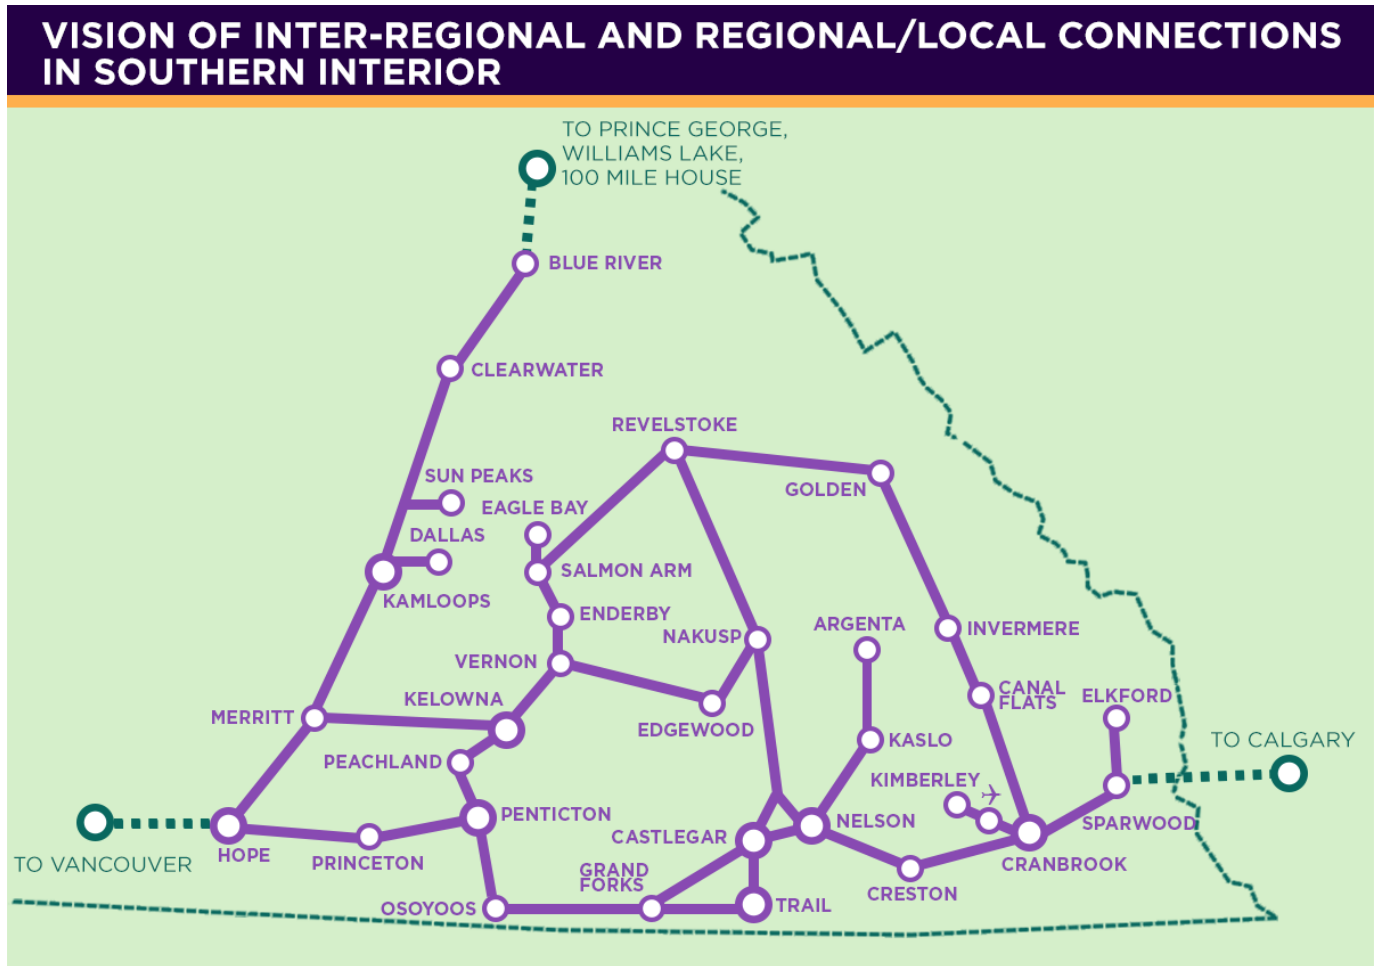 VISION OF INTER-REGIONAL AND REGIONAL/LOCAL CONNECTIONS
IN SOUTHERN INTERIOR
TO PRINCE GEORGE,
WILLIAMS LAKE,
100 MILE HOUSE
BLUE RIVER
CLEARWATER
REVELSTOKE
SUN PEAKS
GOLDEN
EAGLE BAY
DALLAS
SALMON ARM
KAMLOOPS
ENDERBY
ARGENTA
INVERMERE
NAKUSP
VERNON
CANAL
FLATS
ELKFORD
KELOWNA
MERRITT
EDGEWOOD
KASLO
TO CALGARY
PEACHLAND
KIMBERLEY
PENTICTON
NELSON
SPARWOOD
CASTLEGAR
HOPE
PRINCETON
TO VANCOUVER
CRANBROOK
GRAND
FORKS
CRESTON
OSOYOOS
TRAIL